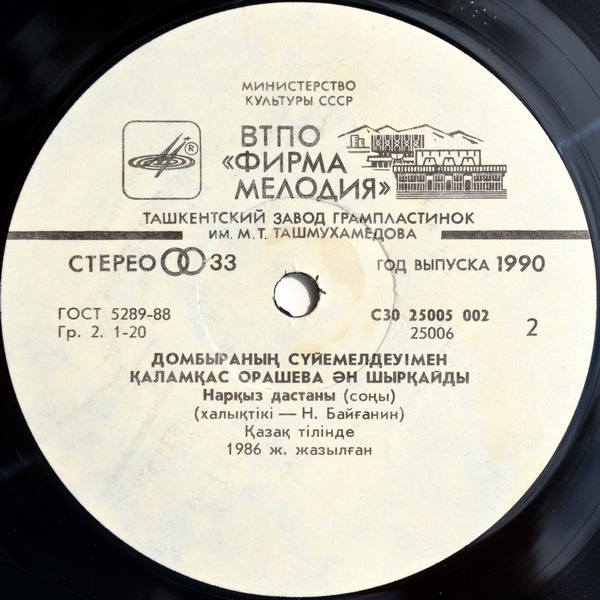 МИНИСТЕРСТВО
КУЛЬТУРЫ СССР
ВТПО
«ФИРМА
МЕЛОДИЯ»
®
ТАШКЕНТСКИЙ ЗАВОД ГРАМПЛАСТИНОК
ИМ. М. Т. ТАШМУХАМЕДОВА
СТЕРЕО 33
ГОД ВЫПУСКА 1990
ГОСТ 5289-88
Гр. 2. 1-20
С30 25005 002
25006
2
ДОМБЫРАНЫҢ СҮЙЕМЕЛДЕУІМЕН
ҚАЛАМҚАС ОРАШЕВА ӘН ШЫРҚАЙДЫ
Нарқыз дастаны (соңы)
(халықтікі — Н. Байғанин)
Қазақ тілінде
1986 ж. жазылған